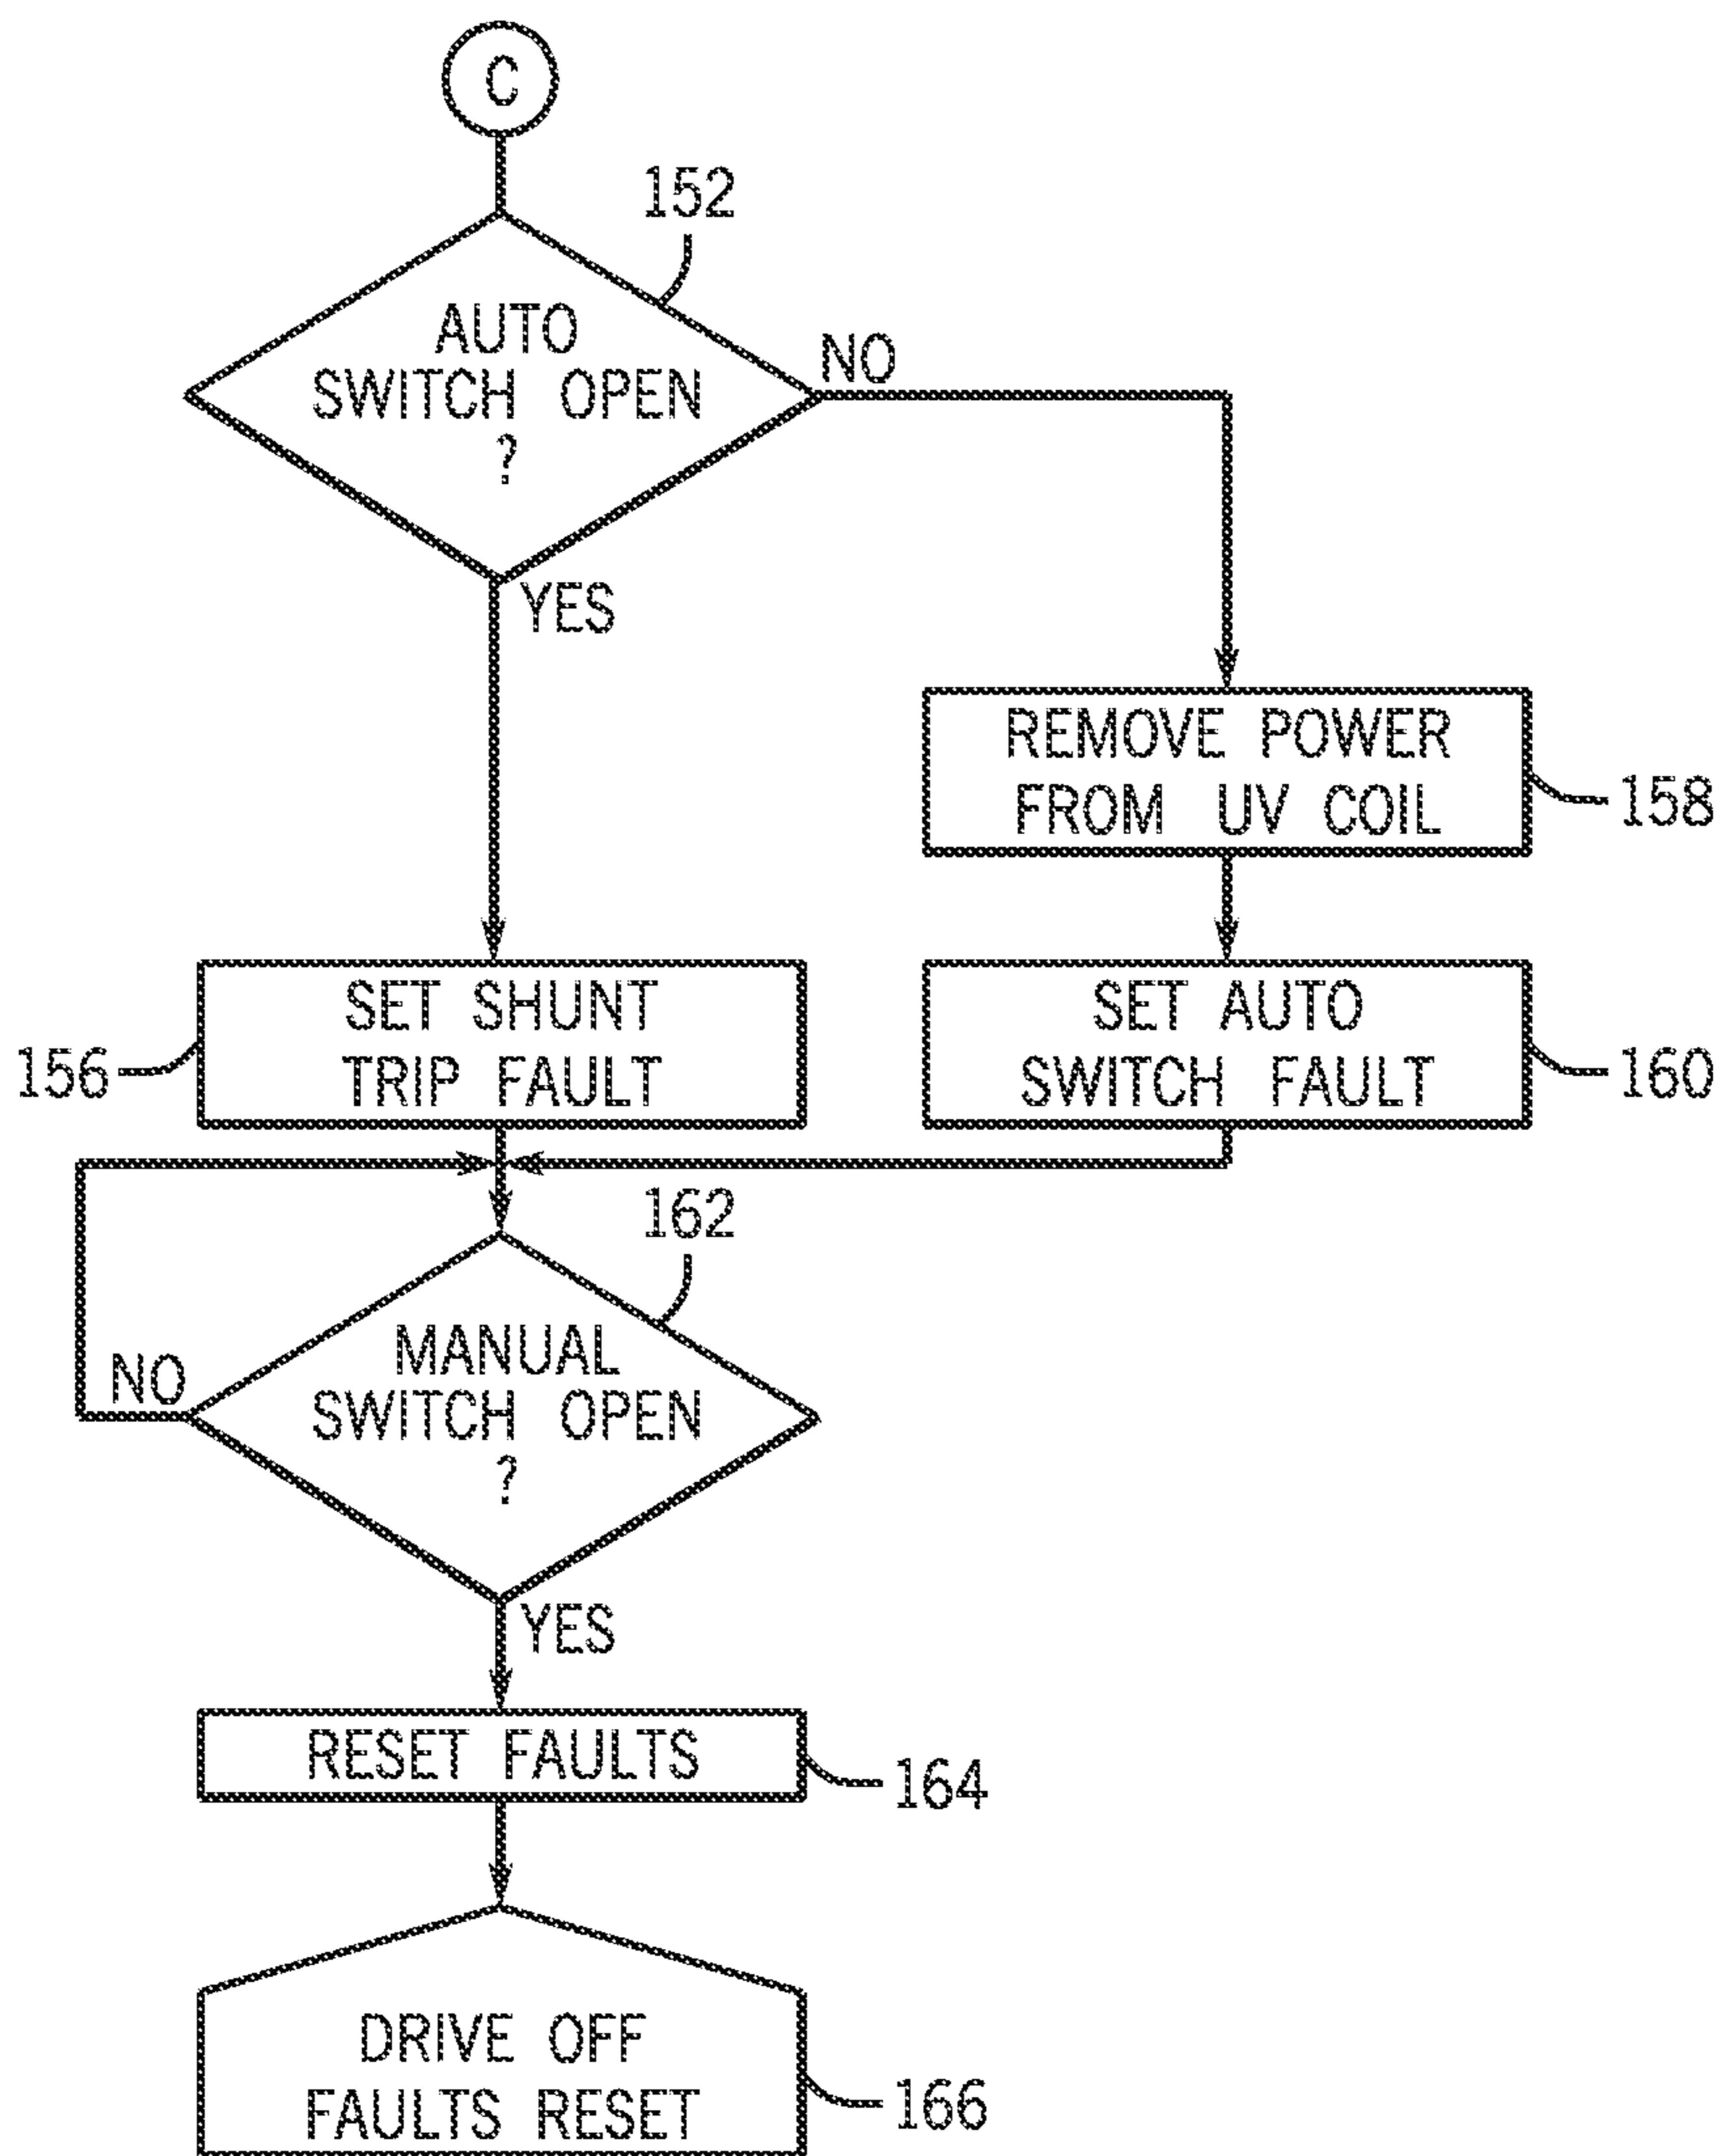 C
152
AUTO
SWITCH OPEN
?
NO
YES
REMOVE POWER
FROM UV COIL
158
SET SHUNT
TRIP FAULT
156
SET AUTO
SWITCH FAULT
160
162
MANUAL
SWITCH OPEN
?
NO
YES
RESET FAULTS
164
DRIVE OFF
FAULTS RESET
166